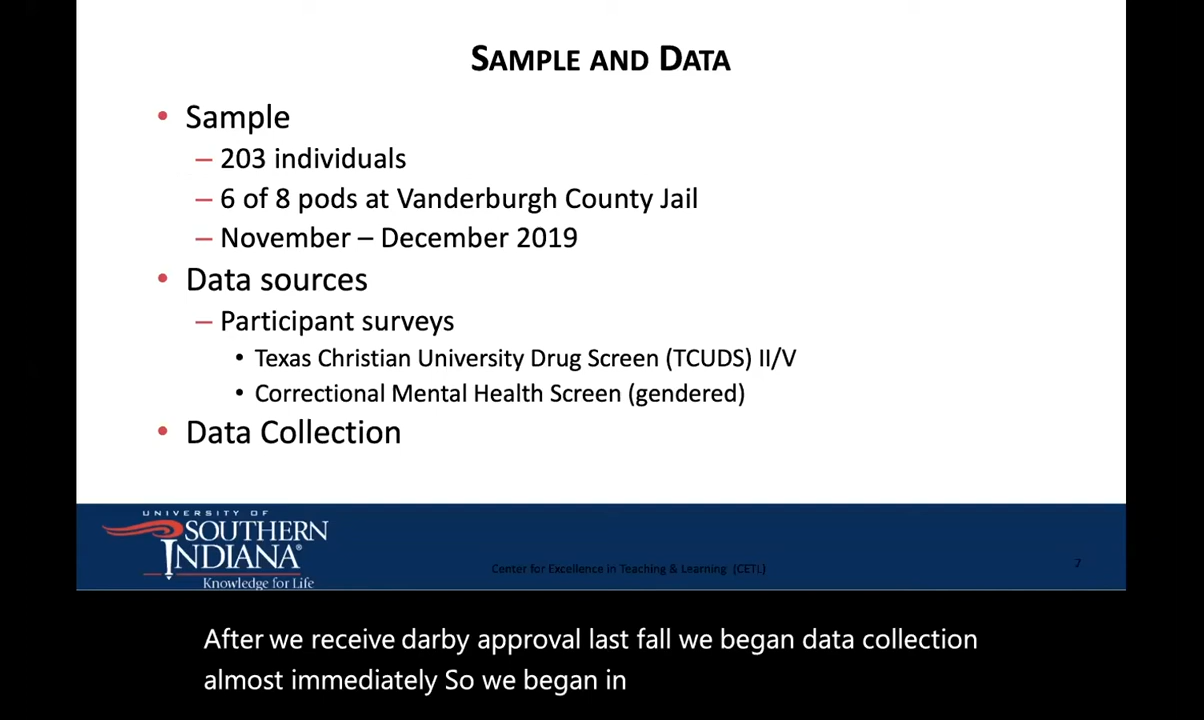 SAMPLE AND DATA
• Sample
– 203 individuals
– 6 of 8 pods at Vanderburgh County Jail
– November – December 2019
• Data sources
– Participant surveys
• Texas Christian University Drug Screen (TCUDS) II/V
• Correctional Mental Health Screen (gendered)
• Data Collection
UNIVERSITY OF
SOUTHERN
INDIANA®
Knowledge for Life
Center for Excellence in Teaching & Learning (CETL)
7
After we receive darby approval last fall we began data collection
almost immediately So we began in